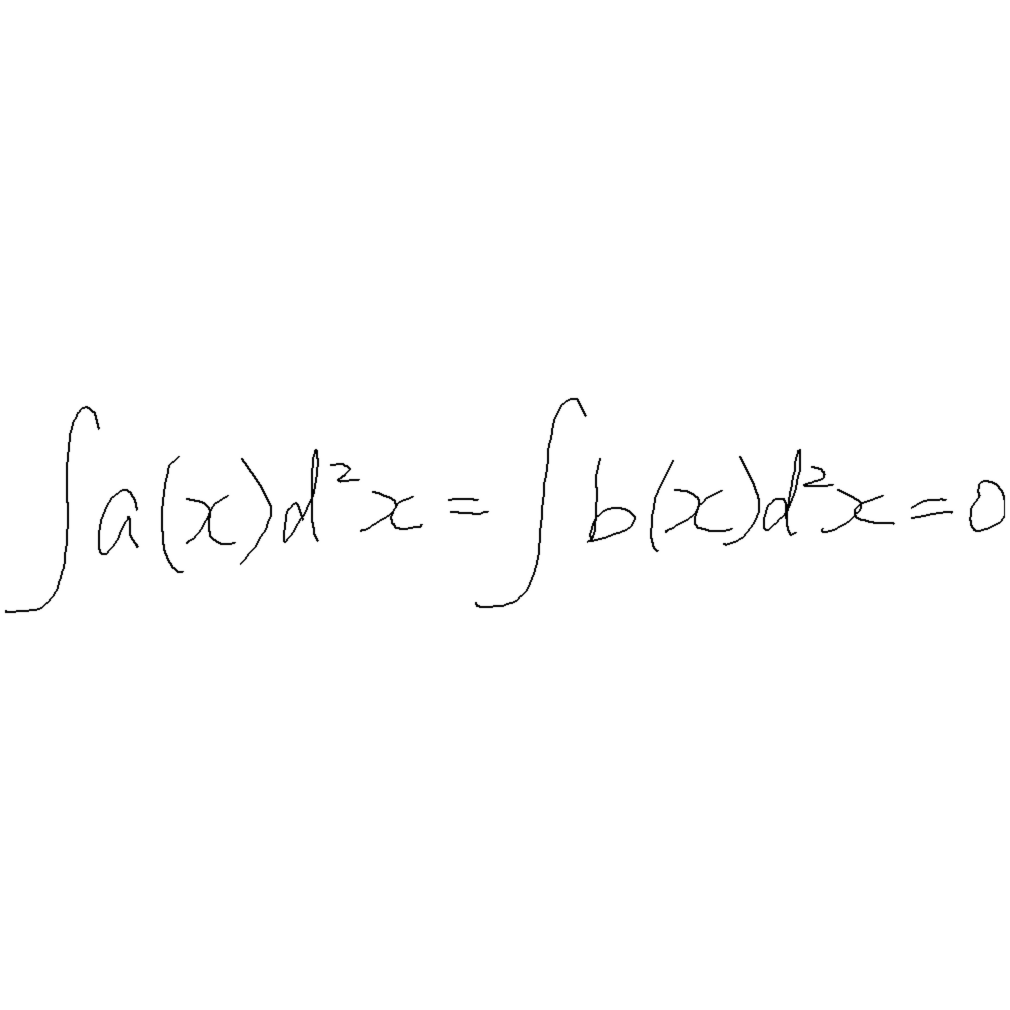 ∫a(x)d²x = ∫b(x)d²x = 0